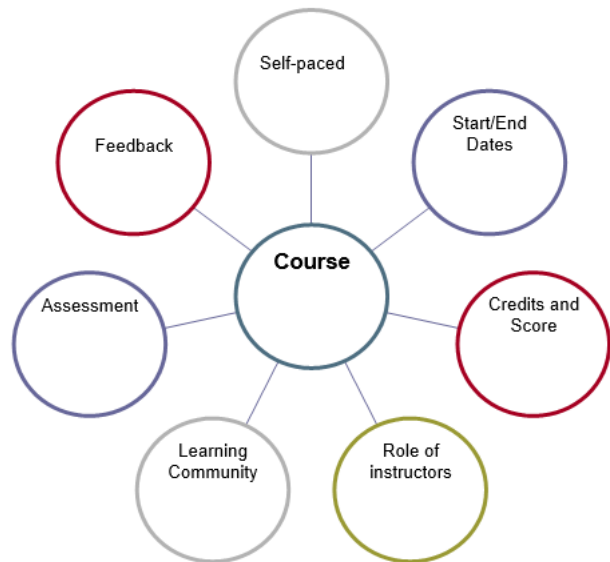 Self-paced
Start/End
Dates
Feedback
Course
Assessment
Credits and
Score
Learning
Community
Role of
instructors